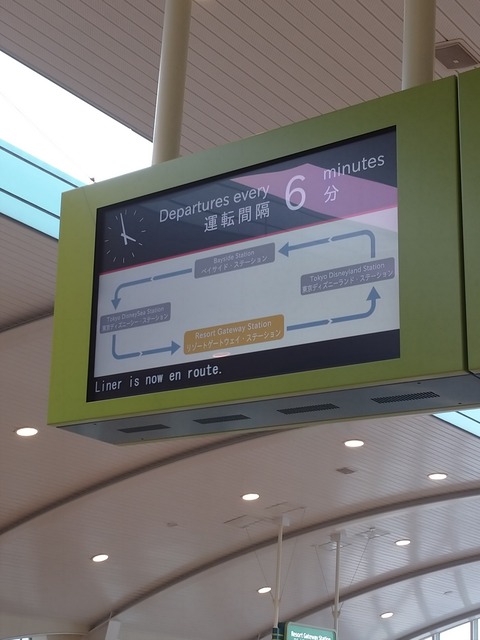 Departures every 6 minutes
運転間隔 分
Bayside Station
ベイサイド・ステーション
Tokyo Disneyland Station
東京ディズニーランド・ステーション
Tokyo DisneySea Station
東京ディズニーシー・ステーション
Resort Gateway Station
リゾートゲートウェイ・ステーション
Liner is now en route.
Resort Gateway Station